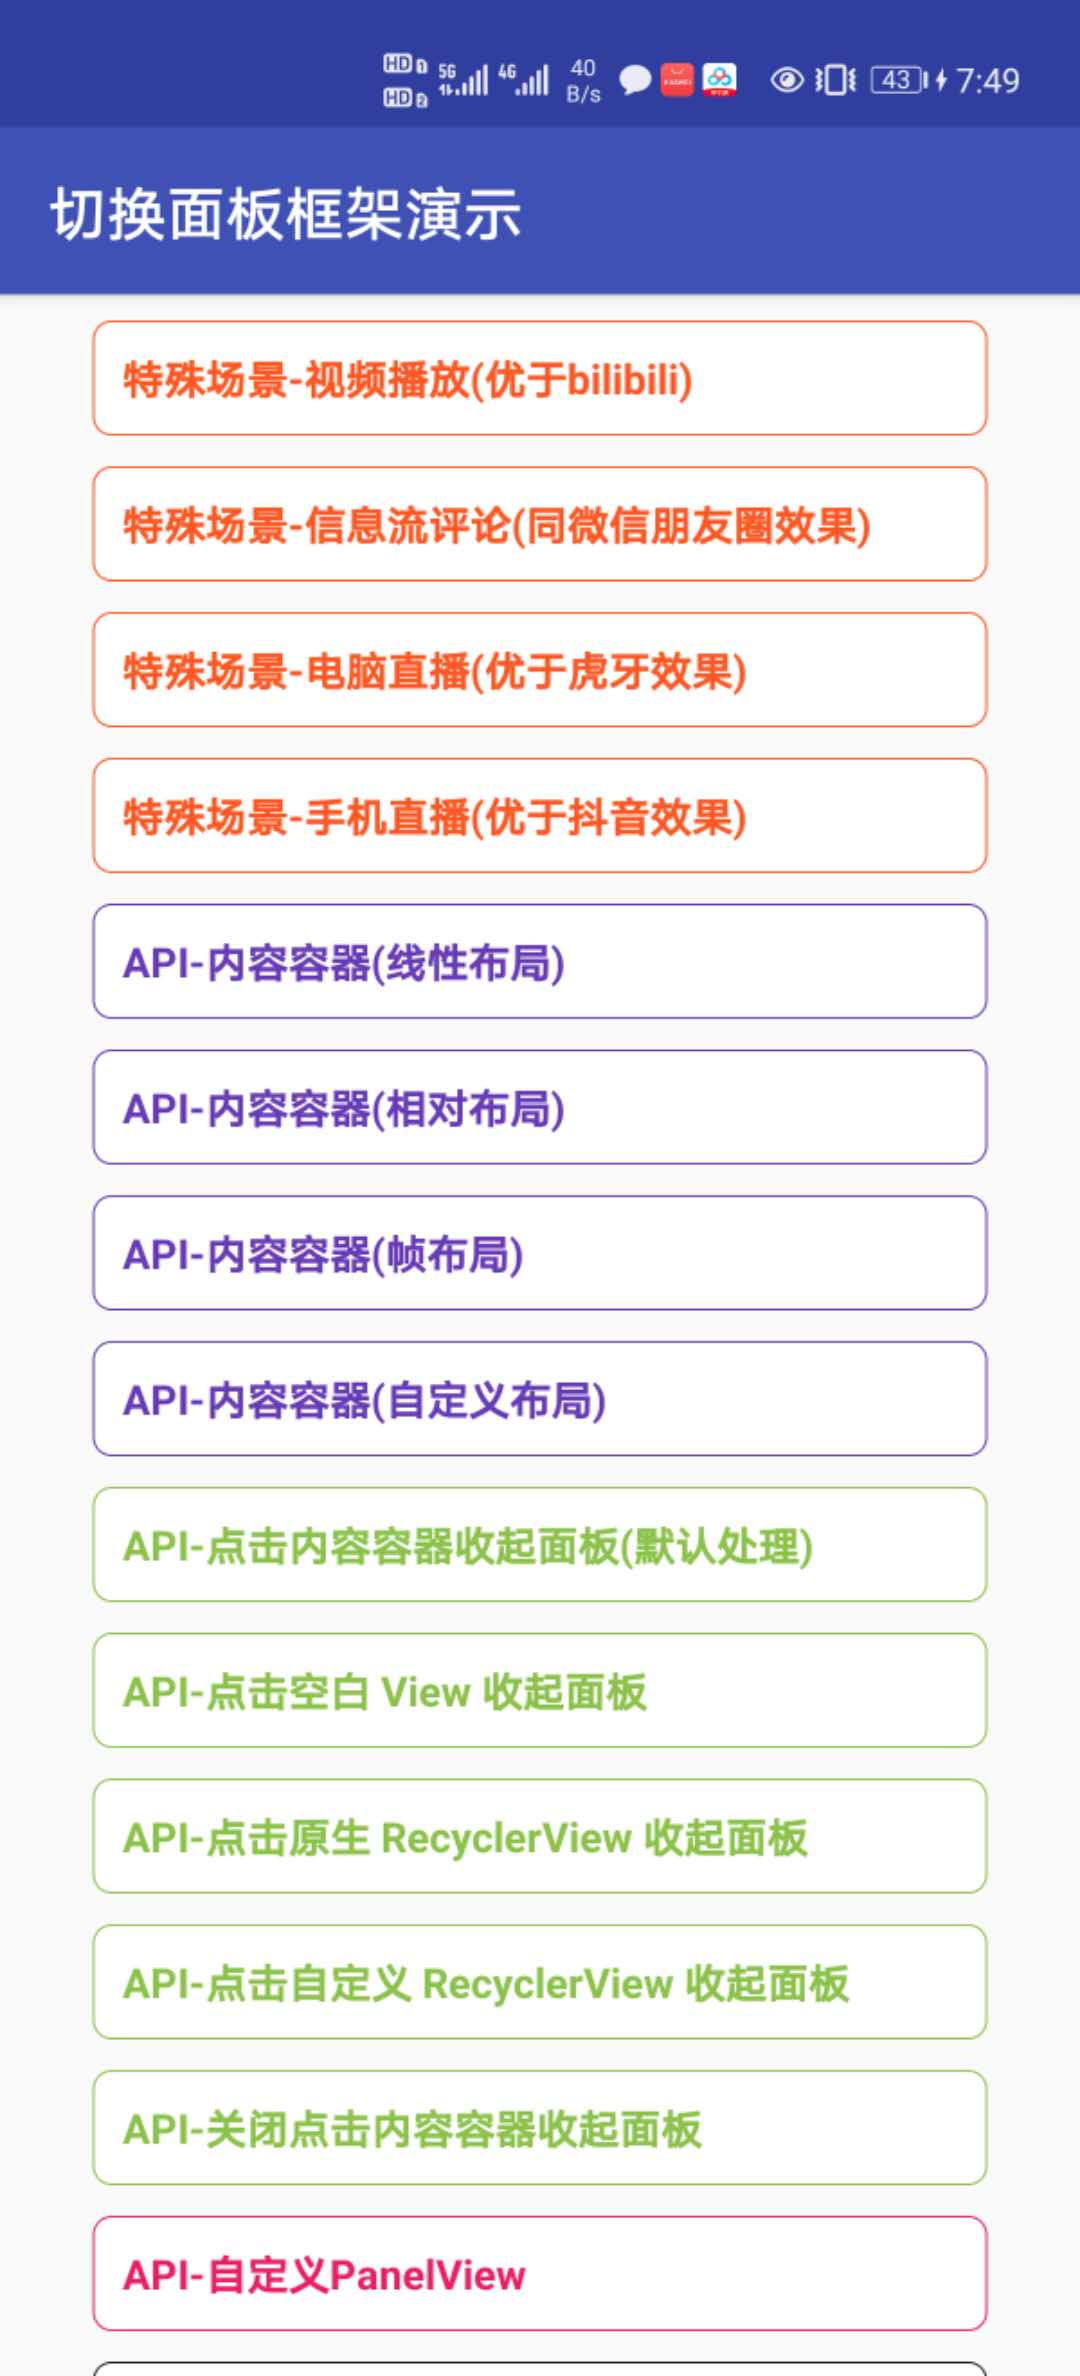 HD 1 5G 4G 40 43 7:49
HD 2 B/s
切换面板框架演示
特殊场景-视频播放(优于bilibili)
特殊场景-信息流评论(同微信朋友圈效果)
特殊场景-电脑直播(优于虎牙效果)
特殊场景-手机直播(优于抖音效果)
API-内容容器(线性布局)
API-内容容器(相对布局)
API-内容容器(帧布局)
API-内容容器(自定义布局)
API-点击内容容器收起面板(默认处理)
API-点击空白 View 收起面板
API-点击原生 RecyclerView 收起面板
API-点击自定义 RecyclerView 收起面板
API-关闭点击内容容器收起面板
API-自定义PanelView